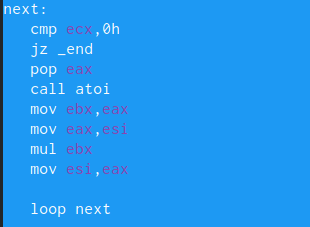 next:
cmp ecx,0h
jz _end
pop eax
call atoi
mov ebx,eax
mov eax,esi
mul ebx
mov esi,eax
loop next